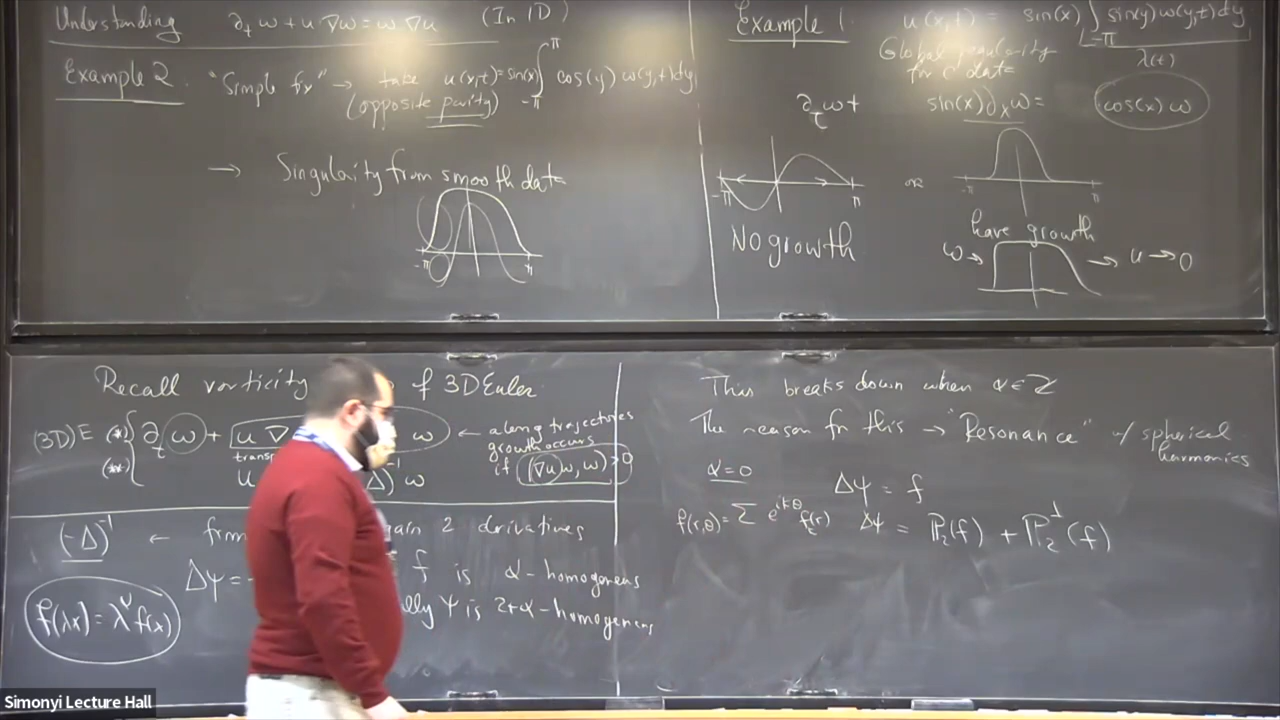 Understanding ∂_t ω + u ∇ω = ω ∇u (In 1D)
Example 2 "Simple fix" → take u(x,t) = sin(x) ∫_{-π}^{π} cos(y) ω(y,t) dy,
(opposite parity)
→ Singularity from smooth data
-π π
Example 1 u(x,t) = sin(x) ∫_{-π} sin(y) ω(y,t) dy
λ(t)
Global regularity
for data
∂_τ ω + sin(x) ∂_x ω = cos(x) ω
-π π or -π π
NO growth
have growth
ω → → u → 0
Recall vorticity of 3D Euler
(3D) E (*) ∂_t ω + u ∇ ω ← along trajectories
growth occurs
if ((∇u)ω, ω) > 0
(**) u Δ)^{-1} ω
(-Δ)^{-1} ← gain 2 derivatives
Δψ = f is α-homogeneous
f(λx) = λ^α f(x)
ψ is 2+α-homogeneous
This breaks down when α ∈ Z
The reason for this → "Resonance" w/ spherical
harmonics
α = 0 Δψ = f
f(r,θ) = Σ e^{ikθ} f_k(r) Δψ = P_2(f) + P_2^⊥(f)
Simonyi Lecture Hall